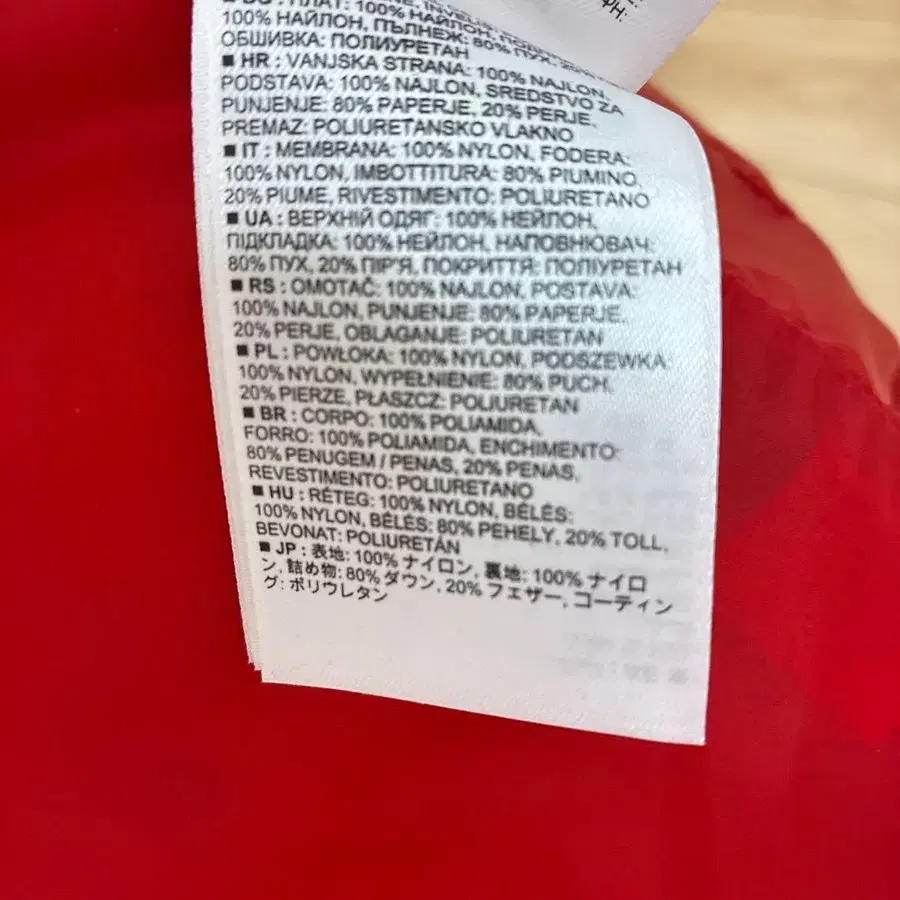 100% НАЙЛОН, ПЪЛНЕЖ: 80% ПУХ, 20%
ОБШИВКА: ПОЛИУРЕТАН
■ HR : VANJSKA STRANA: 100% NAJLON,
PODSTAVA: 100% NAJLON, SREDSTVO ZA
PUNJENJE: 80% PAPERJE, 20% PERJE,
PREMAZ: POLIURETANSKO VLAKNO
■ IT : MEMBRANA: 100% NYLON, FODERA:
100% NYLON, IMBOTTITURA: 80% PIUMINO,
20% PIUME, RIVESTIMENTO: POLIURETANO
■ UA : ВЕРХНІЙ ОДЯГ: 100% НЕЙЛОН,
ПІДКЛАДКА: 100% НЕЙЛОН, НАПОВНЮВАЧ:
80% ПУХ, 20% ПІР'Я, ПОКРИТТЯ: ПОЛІУРЕТАН
■ RS : OMOTAČ: 100% NAJLON, POSTAVA:
100% NAJLON, PUNJENJE: 80% PAPERJE,
20% PERJE, OBLAGANJE: POLIURETAN
■ PL : POWŁOKA: 100% NYLON, PODSZEWKA:
100% NYLON, WYPEŁNIENIE: 80% PUCH,
20% PIERZE, PŁASZCZ: POLIURETAN
■ BR : CORPO: 100% POLIAMIDA,
FORRO: 100% POLIAMIDA, ENCHIMENTO:
80% PENUGEM / PENAS, 20% PENAS,
REVESTIMENTO: POLIURETANO
■ HU : RÉTEG: 100% NYLON, BÉLÉS:
100% NYLON, BÉLÉS: 80% PEHELY, 20% TOLL,
BEVONAT: POLIURETÁN
■ JP : 表地: 100% ナイロン, 裏地: 100% ナイロ
ン, 詰め物: 80% ダウン, 20% フェザー, コーティン
グ: ポリウレタン